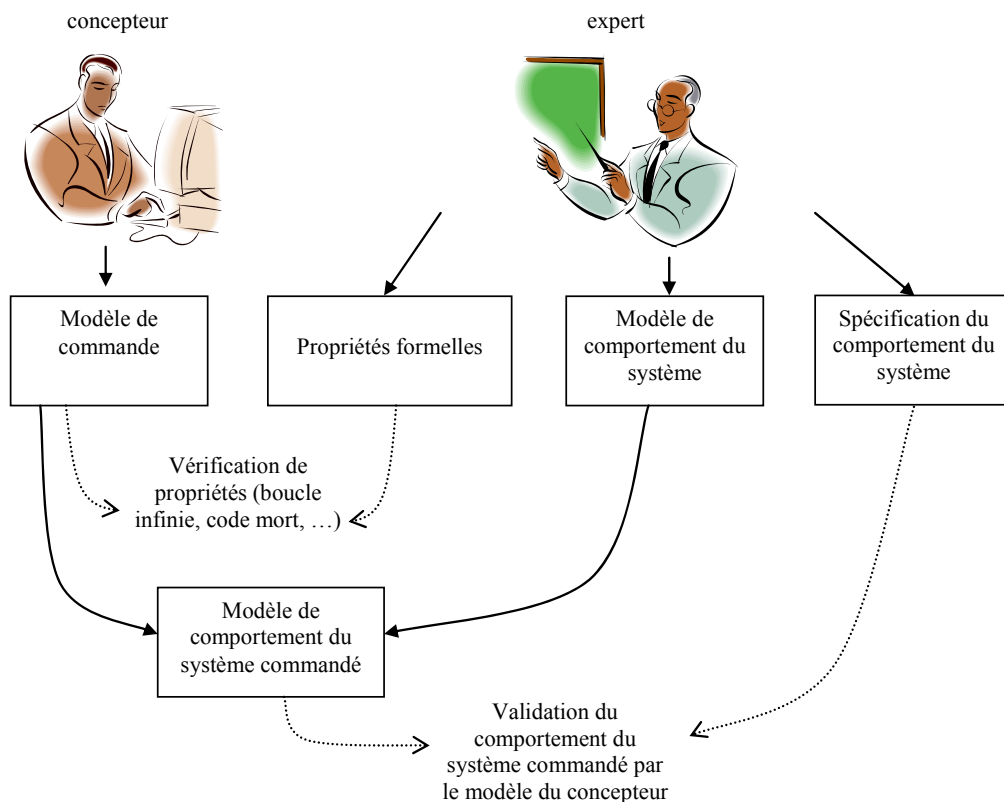 concepteur
expert
Modèle de
commande
Propriétés formelles
Modèle de
comportement du
système
Spécification du
comportement du
système
Vérification de
propriétés (boucle
infinie, code mort, …)
Modèle de
comportement du
système commandé
Validation du
comportement du
système commandé par
le modèle du concepteur